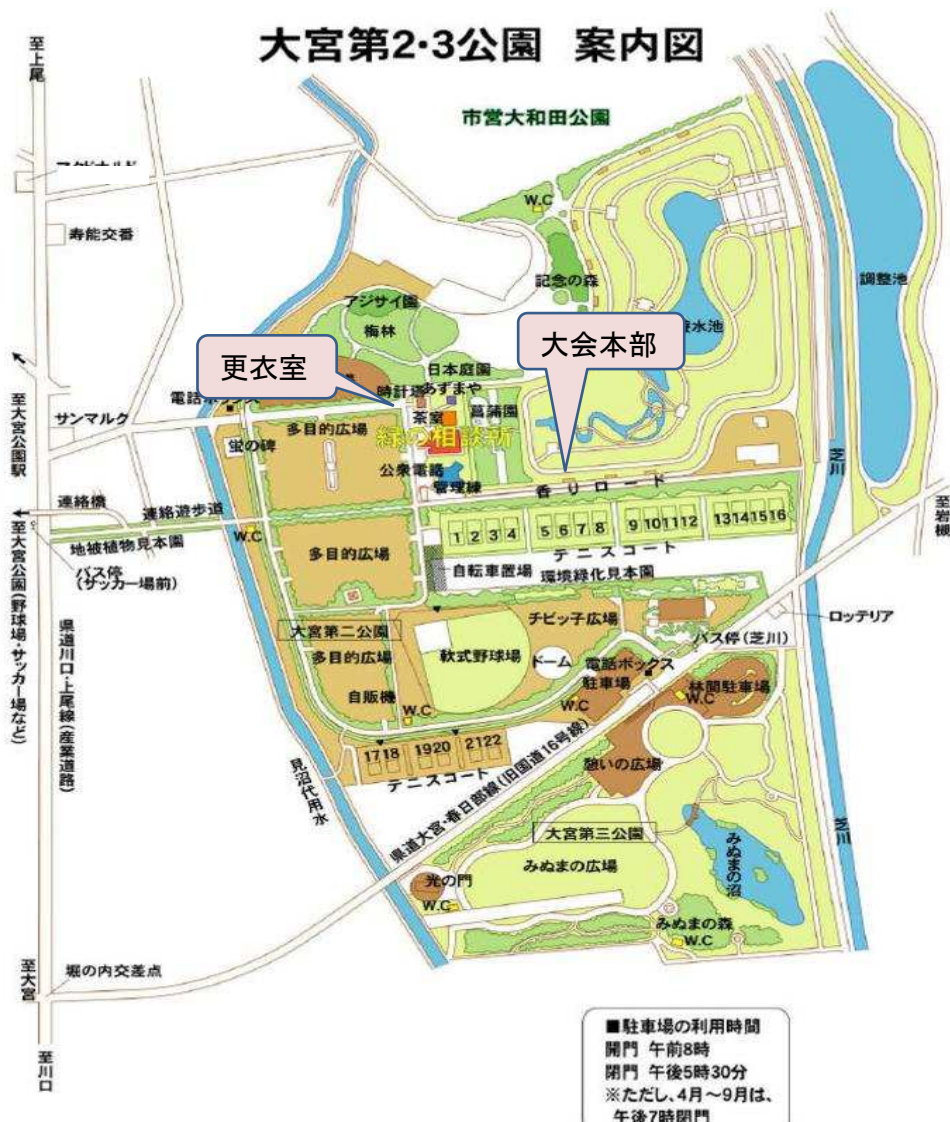 大宮第2・3公園 案内図
至上尾
市営大和田公園
W.C
寿能交番
記念の森
調整池
アジサイ園
梅林
更衣室
大会本部
日本庭園
時計塔
あずまや
至大宮公園駅
サンマルク
蛍の碑
多目的広場
茶室
菖蒲園
緑の相談所
公衆電話
管理棟
香りロード
芝川
至岩槻
連絡橋
連絡遊歩道
地被植物見本園
W.C
バス停
(サッカー場前)
至大宮公園(野球場・サッカー場など)
多目的広場
1 2 3 4 5 6 7 8 9 10 11 12 13 14 15 16
テニスコート
自転車置場
環境緑化見本園
ロッテリア
大宮第二公園
チビッ子広場
バス停(芝川)
多目的広場
軟式野球場
ドーム
電話ボックス
駐車場
林間駐車場
自販機
W.C
W.C
W.C
県道川口・上尾線(産業道路)
17 18 19 20 21 22
テニスコート
憩いの広場
見沼代用水
県道大宮・春日部線(旧国道16号線)
大宮第三公園
みぬまの広場
みぬまの沼
芝川
光の門
W.C
みぬまの森
W.C
至大宮
堀の内交差点
至川口
■駐車場の利用時間
開門 午前8時
閉門 午後5時30分
※ただし、4月〜9月は、
午後7時閉門